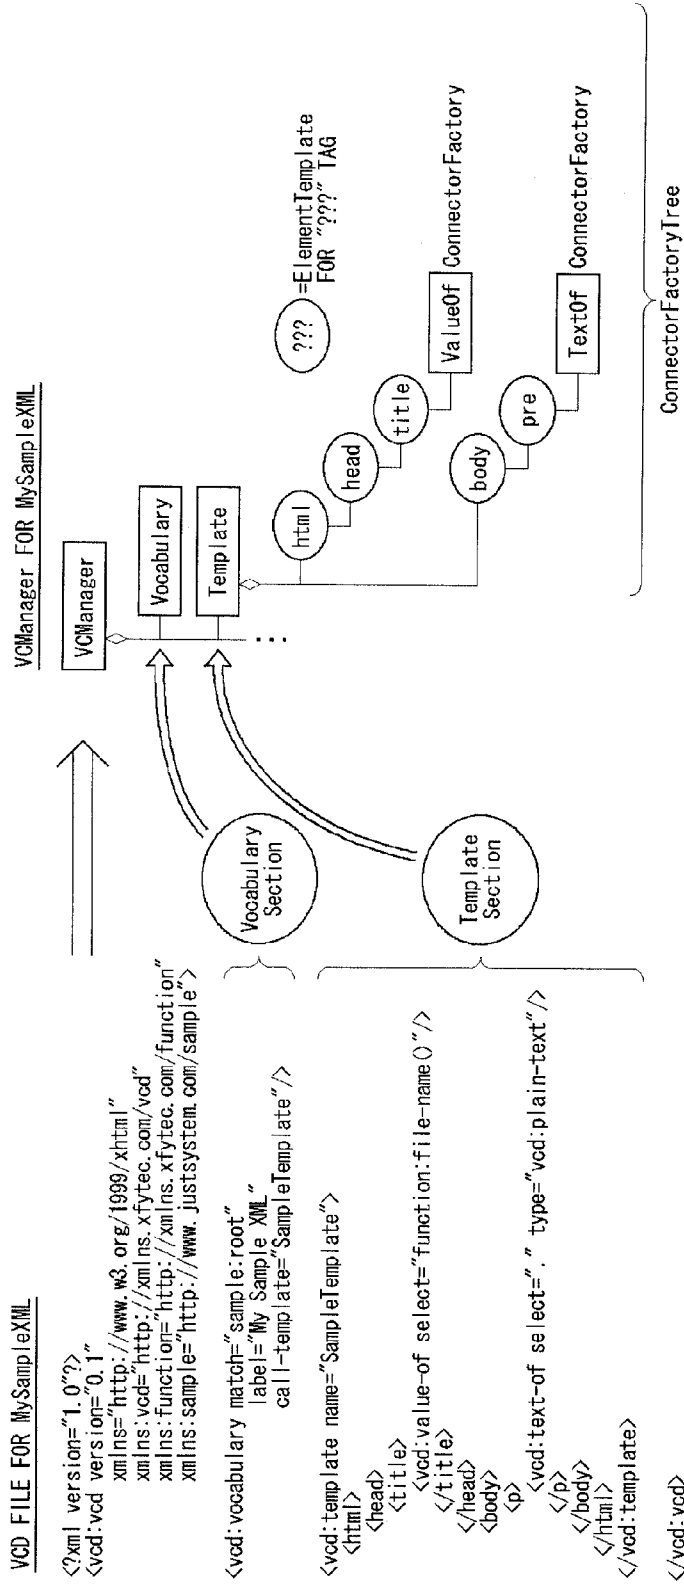 VCD FILE FOR MySampleXML
<?xml version="1.0"?>
<vcd:vcd version="0.1"
xmlns="http://www.w3.org/1999/xhtml"
xmlns:vcd="http://xmlns.xfytec.com/vcd"
xmlns:function="http://xmlns.xfytec.com/function"
xmlns:sample="http://www.justsystem.com/sample">
<vcd:vocabulary match="sample:root"
label="My Sample XML"
call-template="SampleTemplate"/>
<vcd:template name="SampleTemplate">
<html>
<head>
<title>
<vcd:value-of select="function:file-name()"/>
</title>
</head>
<body>
<p>
<vcd:text-of select="." type="vcd:plain-text"/>
</p>
</body>
</html>
</vcd:template>
</vcd:vcd>
Vocabulary
Section
Template
Section
VCManager FOR MySampleXML
VCManager
Vocabulary
Template
...
html
head
title
ValueOf ConnectorFactory
body
pre
TextOf ConnectorFactory
??? =ElementTemplate
FOR "???" TAG
ConnectorFactoryTree